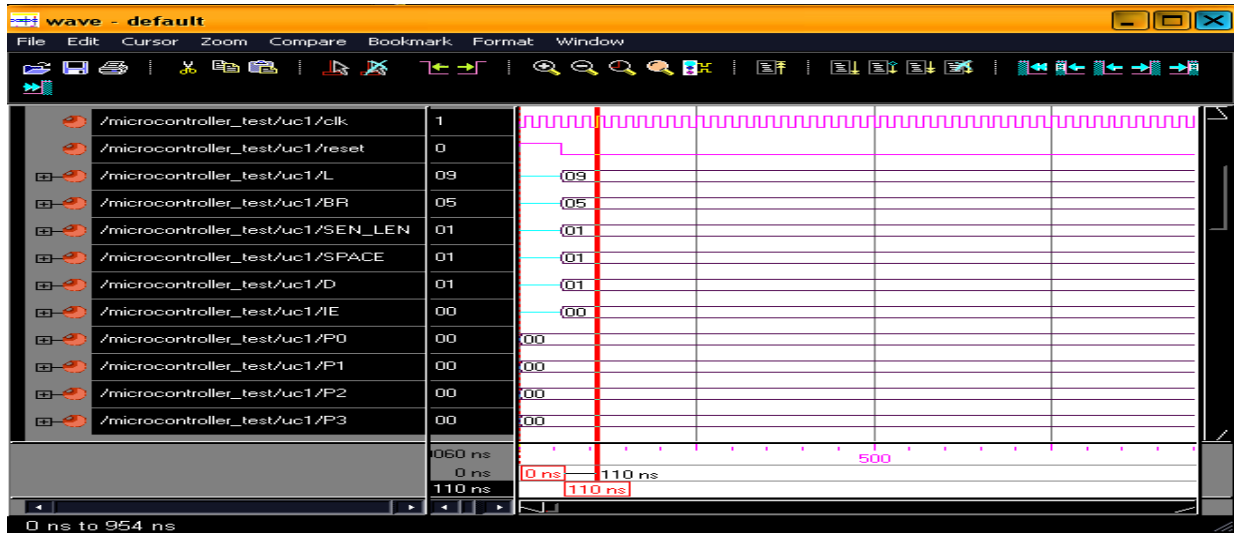 wave - default
File Edit Cursor Zoom Compare Bookmark Format Window
/microcontroller_test/uc1/clk 1
/microcontroller_test/uc1/reset 0
/microcontroller_test/uc1/L 09 09
/microcontroller_test/uc1/BR 05 05
/microcontroller_test/uc1/SEN_LEN 01 01
/microcontroller_test/uc1/SPACE 01 01
/microcontroller_test/uc1/D 01 01
/microcontroller_test/uc1/IE 00 00
/microcontroller_test/uc1/P0 00 00
/microcontroller_test/uc1/P1 00 00
/microcontroller_test/uc1/P2 00 00
/microcontroller_test/uc1/P3 00 00
060 ns 500
0 ns 0 ns 110 ns
110 ns 110 ns
0 ns to 954 ns